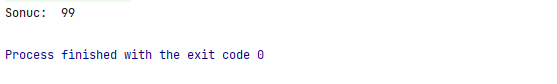 Sonuc:  99
Process finished with the exit code 0